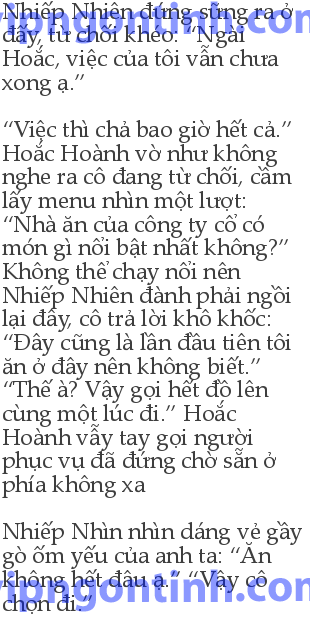 Nhiếp Nhiên đứng sững ra ở
đấy, từ chối khéo: “Ngài
Hoắc, việc của tôi vẫn chưa
xong ạ.”
“Việc thì chả bao giờ hết cả.”
Hoắc Hoành vờ như không
nghe ra cô đang từ chối, cầm
lấy menu nhìn một lượt:
“Nhà ăn của công ty cổ có
món gì nổi bật nhất không?”
Không thể chạy nổi nên
Nhiếp Nhiên đành phải ngồi
lại đây, cô trả lời khô khốc:
“Đây cũng là lần đầu tiên tôi
ăn ở đây nên không biết.”
“Thế à? Vậy gọi hết đồ lên
cùng một lúc đi.” Hoắc
Hoành vẫy tay gọi người
phục vụ đã đứng chờ sẵn ở
phía không xa
Nhiếp Nhìn nhìn dáng vẻ gầy
gò ốm yếu của anh ta: “Ăn
không hết đâu ạ.” “Vậy cô
chọn đi.”
vipngontinh.com
vipngontinh.com